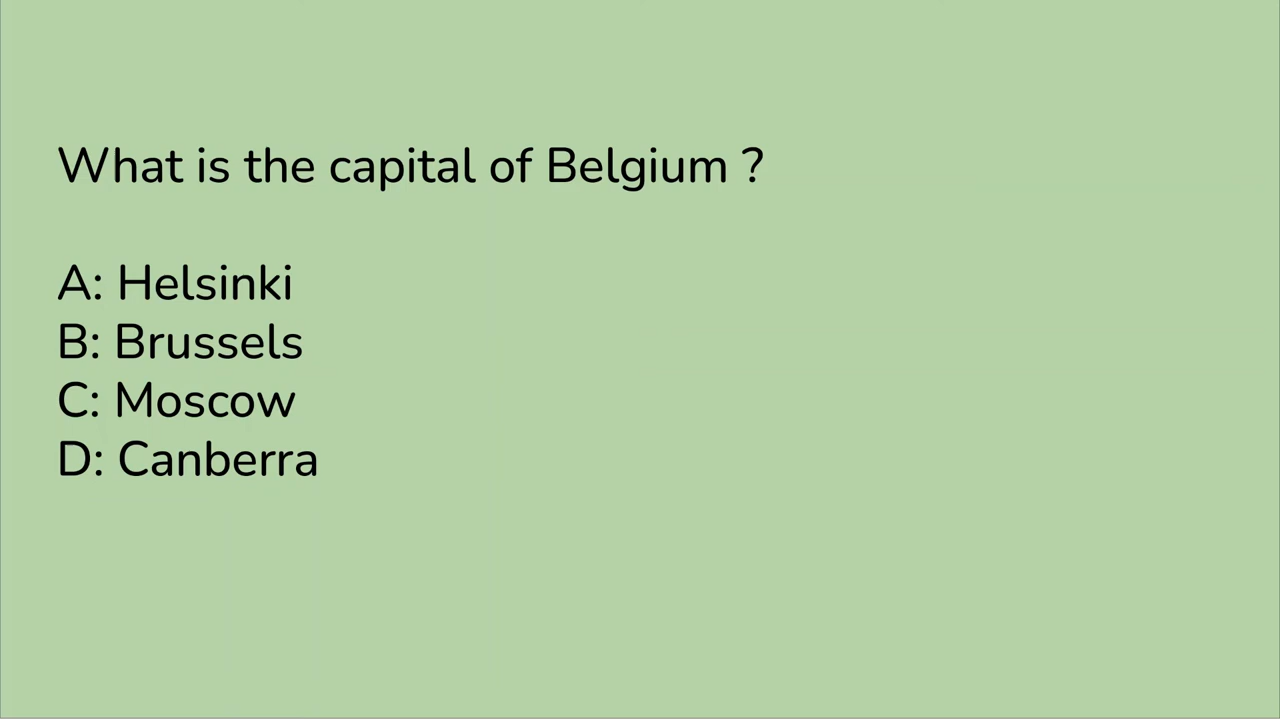 What is the capital of Belgium ?
A: Helsinki
B: Brussels
C: Moscow
D: Canberra